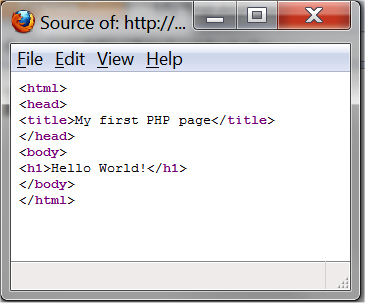 Source of: http://...
File Edit View Help
<html>
<head>
<title>My first PHP page</title>
</head>
<body>
<h1>Hello World!</h1>
</body>
</html>